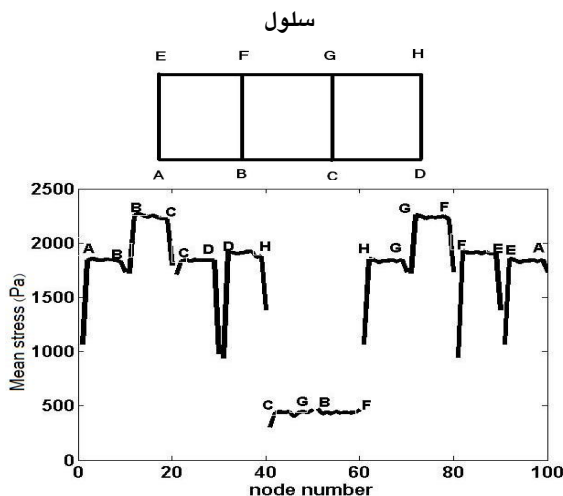 سلول
E F G H
A B C D
2500
2000
1500
1000
500
0
Mean stress (Pa)
A B B C C D D H
C G B F
H G G F F E E A
0 20 40 60 80 100
node number